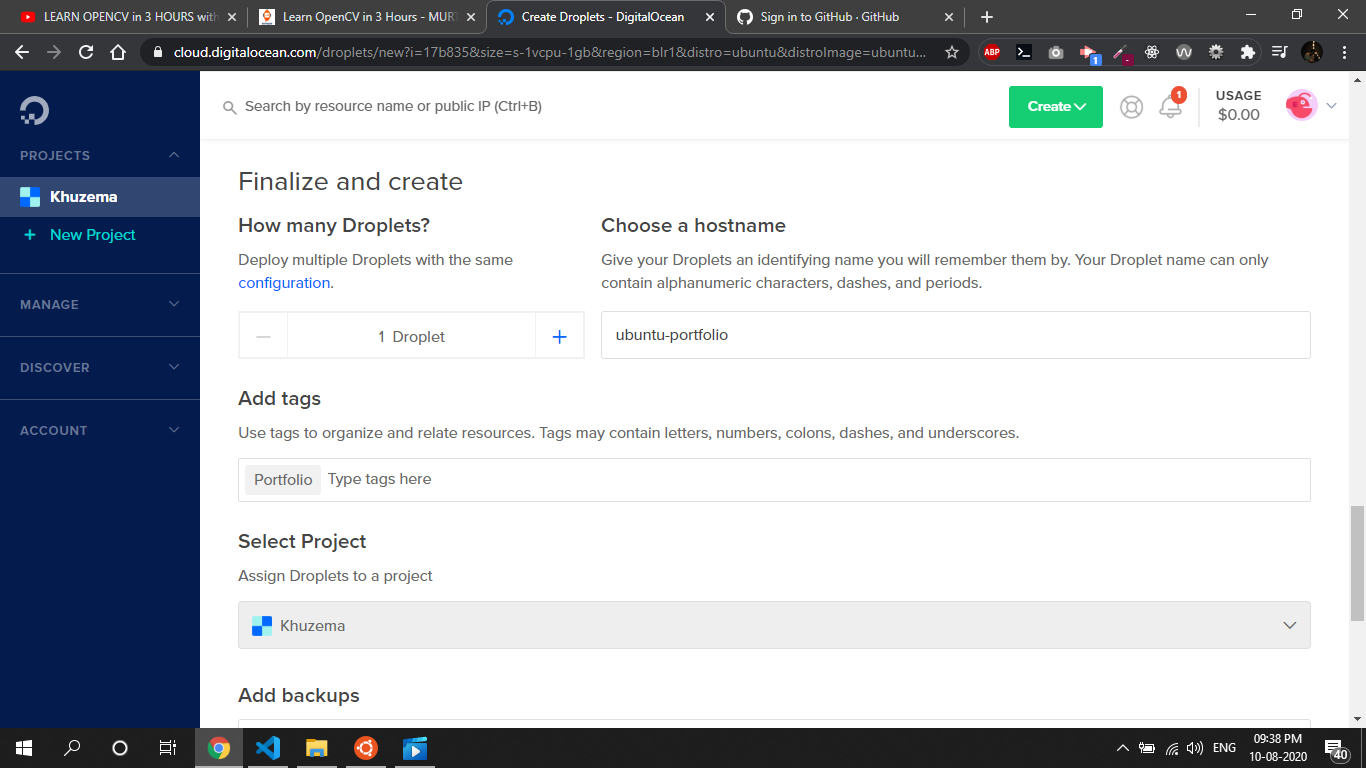 LEARN OPENCV in 3 HOURS with
Learn OpenCV in 3 Hours - MURT
Create Droplets - DigitalOcean
Sign in to GitHub · GitHub
cloud.digitalocean.com/droplets/new?i=17b835&size=s-1vcpu-1gb&region=blr1&distro=ubuntu&distroImage=ubuntu...
ABP
1
Search by resource name or public IP (Ctrl+B)
Create
1
USAGE
$0.00
PROJECTS
Khuzema
+ New Project
MANAGE
DISCOVER
ACCOUNT
Finalize and create
How many Droplets?
Deploy multiple Droplets with the same
configuration.
1 Droplet
Choose a hostname
Give your Droplets an identifying name you will remember them by. Your Droplet name can only
contain alphanumeric characters, dashes, and periods.
ubuntu-portfolio
Add tags
Use tags to organize and relate resources. Tags may contain letters, numbers, colons, dashes, and underscores.
Portfolio Type tags here
Select Project
Assign Droplets to a project
Khuzema
Add backups
ENG
09:38 PM
10-08-2020
40